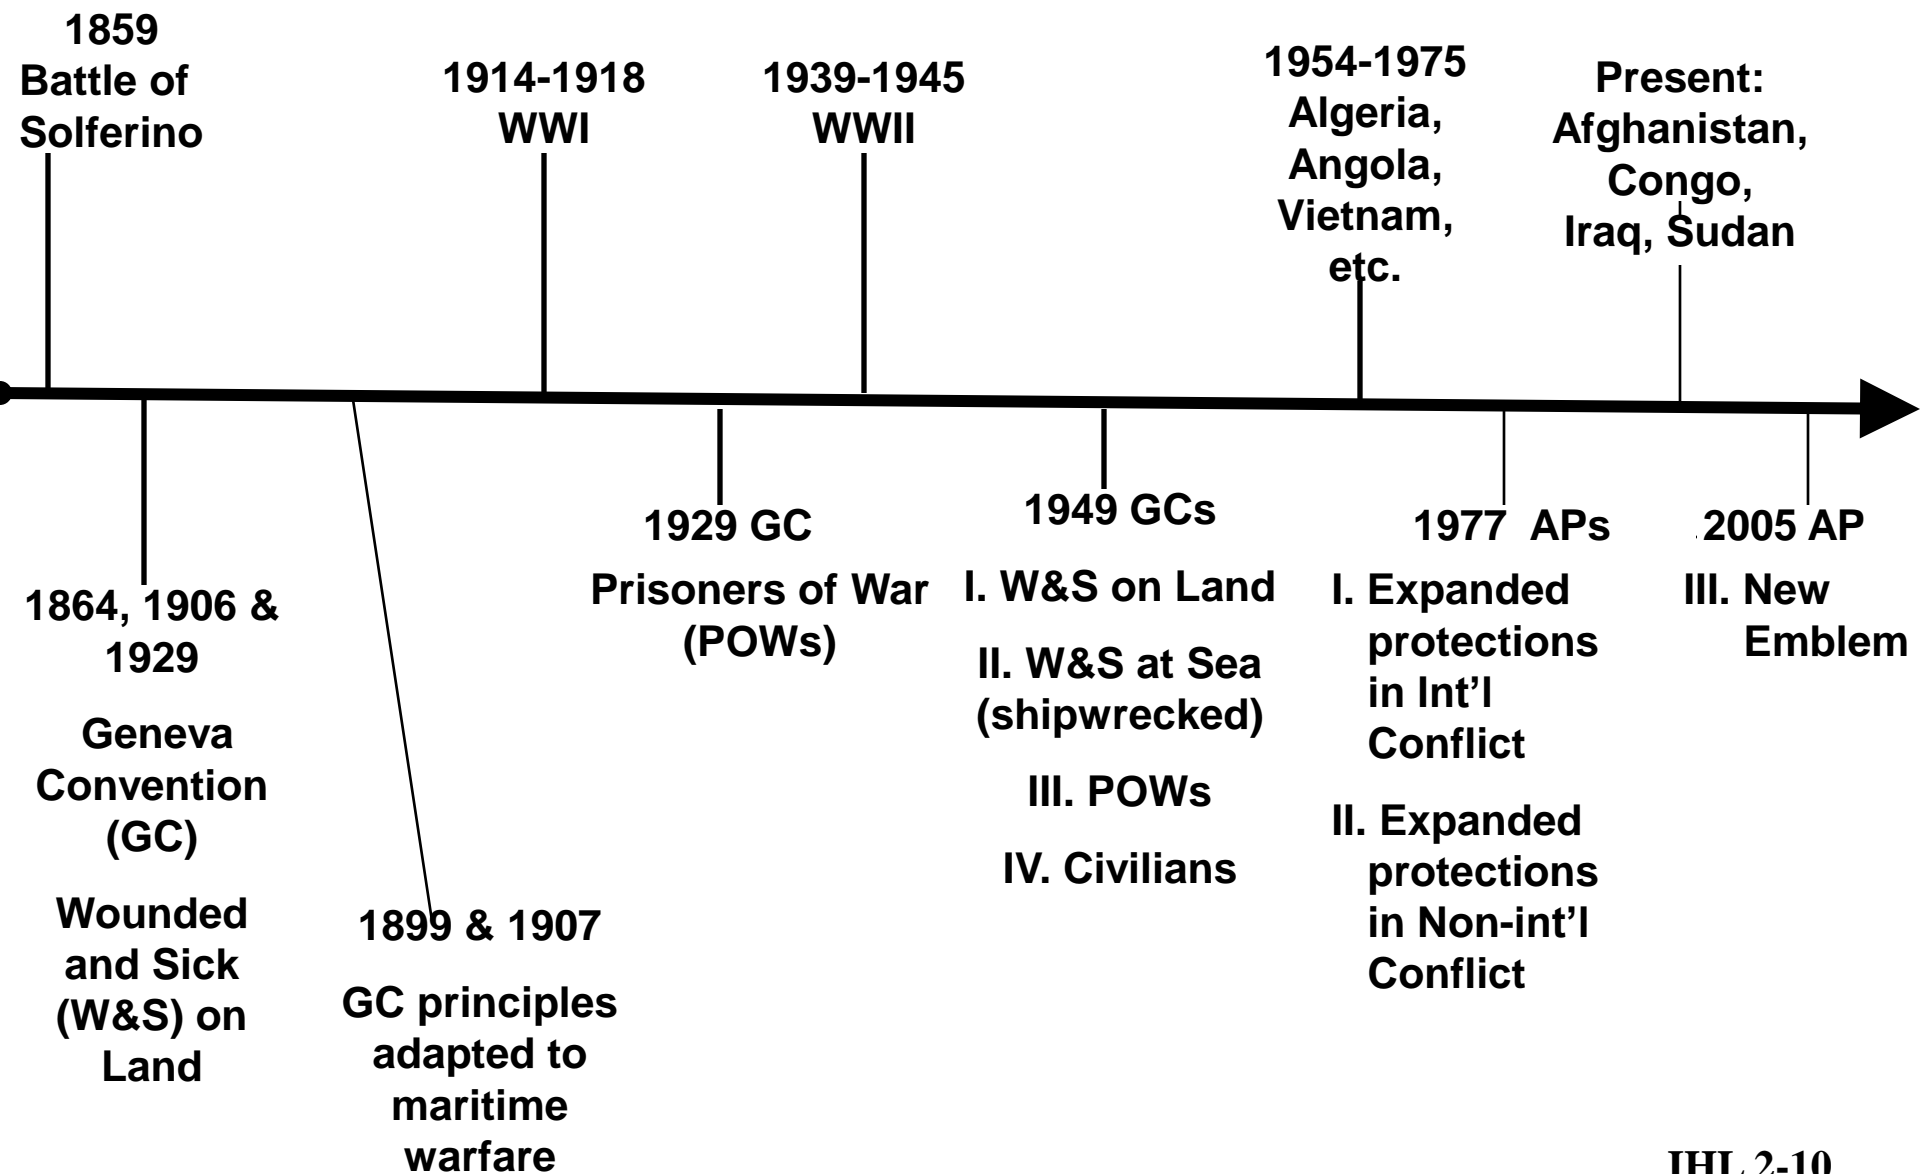 1859
Battle of
Solferino
1914-1918
WWI
1939-1945
WWII
1954-1975
Algeria,
Angola,
Vietnam,
etc.
Present:
Afghanistan,
Congo,
Iraq, Sudan
1864, 1906 &
1929
Geneva
Convention
(GC)
Wounded
and Sick
(W&S) on
Land
1899 & 1907
GC principles
adapted to
maritime
warfare
1929 GC
Prisoners of War
(POWs)
1949 GCs
I. W&S on Land
II. W&S at Sea
(shipwrecked)
III. POWs
IV. Civilians
1977  APs
I. Expanded
protections
in Int’l
Conflict
II. Expanded
protections
in Non-int’l
Conflict
2005 AP
III. New
Emblem
IHL 2-10